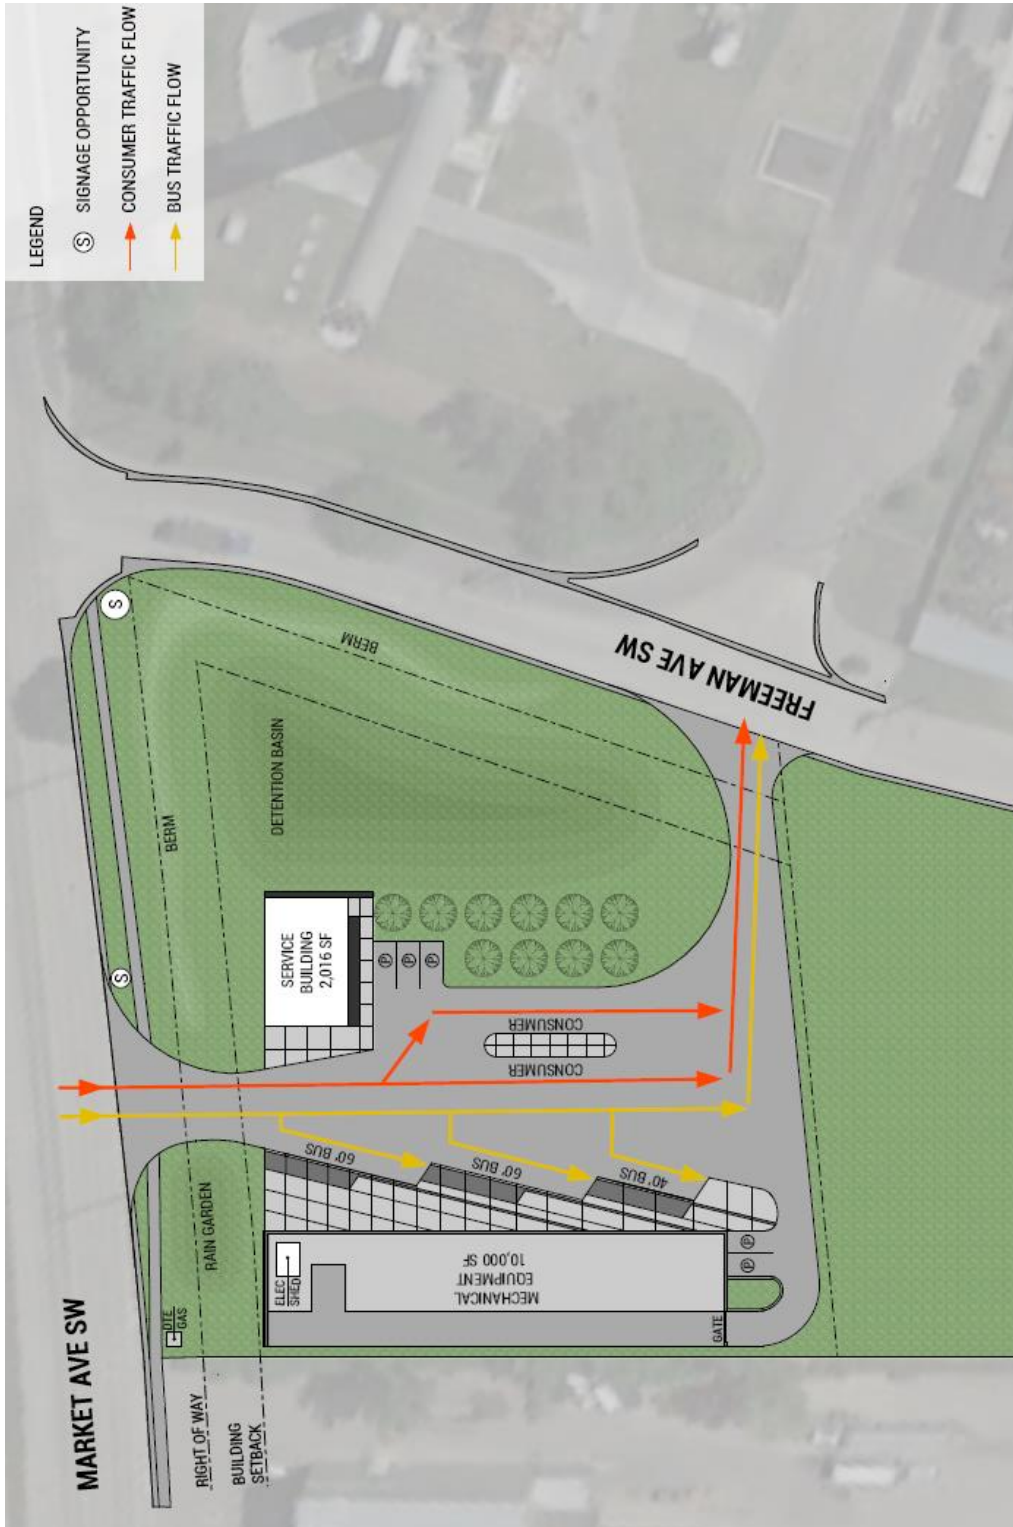 LEGEND
S SIGNAGE OPPORTUNITY
CONSUMER TRAFFIC FLOW
BUS TRAFFIC FLOW
MARKET AVE SW
RIGHT OF WAY
BUILDING
SETBACK
DTE
GAS
RAIN GARDEN
S
BERM
S
DETENTION BASIN
BERM
SERVICE
BUILDING
2,016 SF
P
P
P
ELEC
SHED
MECHANICAL
EQUIPMENT
10,000 SF
GATE
60' BUS
60' BUS
40' BUS
P
P
CONSUMER
CONSUMER
FREEMAN AVE SW